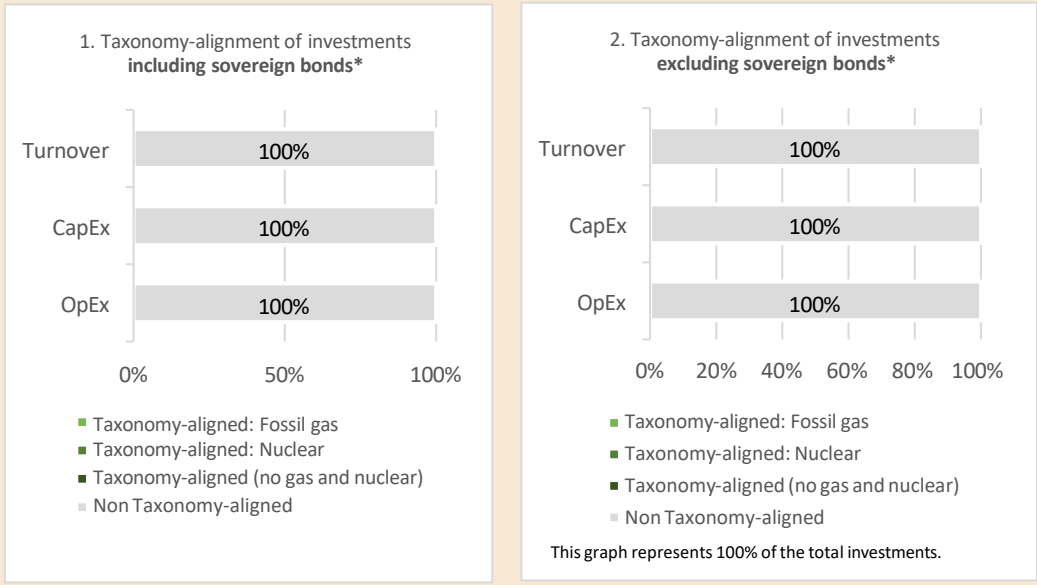 1. Taxonomy-alignment of investments
including sovereign bonds*
Turnover
100%
CapEx
100%
OpEx
100%
0%
50%
100%
Taxonomy-aligned: Fossil gas
Taxonomy-aligned: Nuclear
Taxonomy-aligned (no gas and nuclear)
Non Taxonomy-aligned
2. Taxonomy-alignment of investments
excluding sovereign bonds*
Turnover
100%
CapEx
100%
OpEx
100%
0%
20%
40%
60%
80%
100%
Taxonomy-aligned: Fossil gas
Taxonomy-aligned: Nuclear
Taxonomy-aligned (no gas and nuclear)
Non Taxonomy-aligned
This graph represents 100% of the total investments.